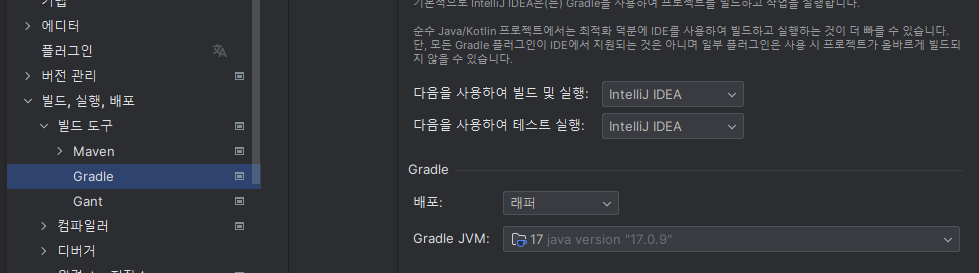 기본적으로 IntelliJ IDEA은(는) Gradle을 사용하여 프로젝트를 빌드하고 작업을 실행합니다.
순수 Java/Kotlin 프로젝트에서는 최적화 덕분에 IDE를 사용하여 빌드하고 실행하는 것이 더 빠를 수 있습니다.
단, 모든 Gradle 플러그인이 IDE에서 지원되는 것은 아니며 일부 플러그인은 사용 시 프로젝트가 올바르게 빌드되
지 않을 수 있습니다.
에디터
플러그인
버전 관리
빌드, 실행, 배포
빌드 도구
Maven
Gradle
Gant
컴파일러
디버거
다음을 사용하여 빌드 및 실행: IntelliJ IDEA
다음을 사용하여 테스트 실행: IntelliJ IDEA
Gradle
배포: 래퍼
Gradle JVM: 17 java version "17.0.9"